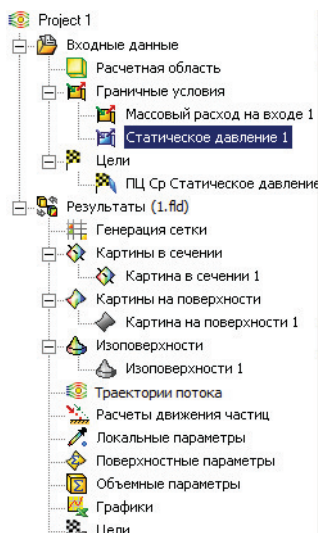 Project 1
Входные данные
Расчетная область
Граничные условия
Массовый расход на входе 1
Статическое давление 1
Цели
ПЦ Ср Статическое давление
Результаты (1.fld)
Генерация сетки
Картины в сечении
Картина в сечении 1
Картины на поверхности
Картина на поверхности 1
Изоповерхности
Изоповерхности 1
Траектории потока
Расчеты движения частиц
Локальные параметры
Поверхностные параметры
Объемные параметры
Графики
Цели